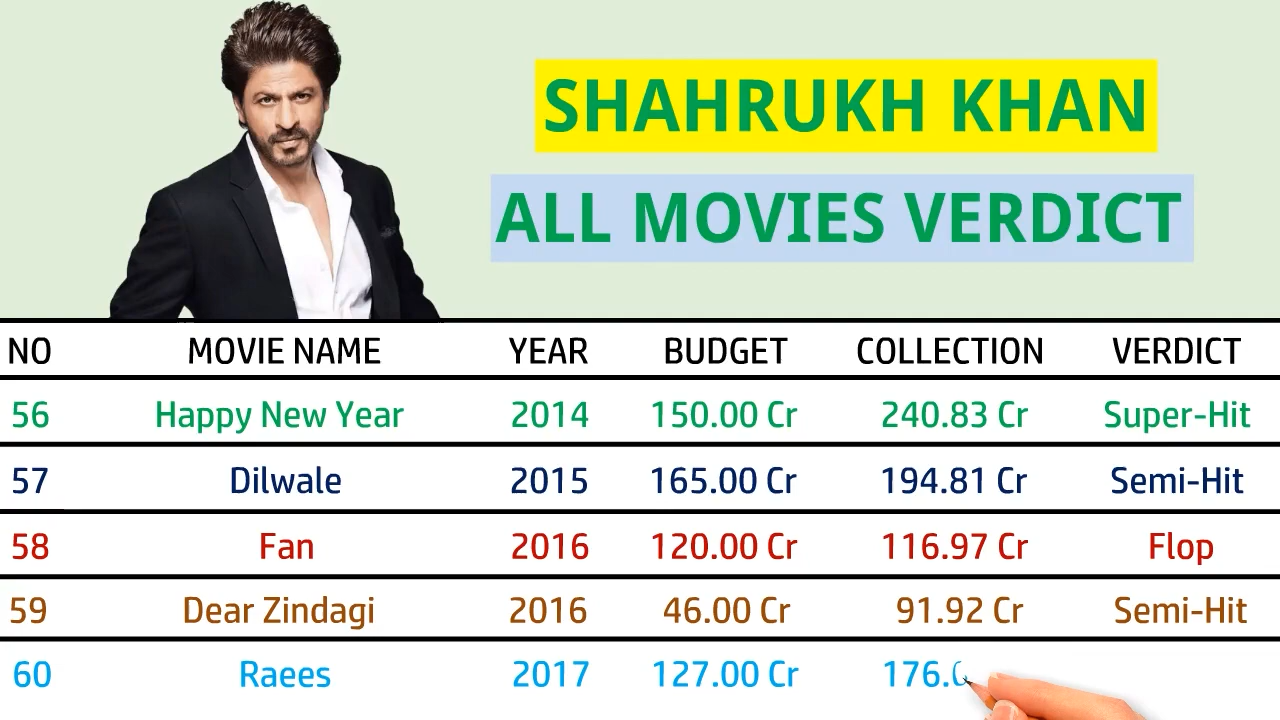 SHAHRUKH KHAN
ALL MOVIES VERDICT
NO MOVIE NAME YEAR BUDGET COLLECTION VERDICT
56 Happy New Year 2014 150.00 Cr 240.83 Cr Super-Hit
57 Dilwale 2015 165.00 Cr 194.81 Cr Semi-Hit
58 Fan 2016 120.00 Cr 116.97 Cr Flop
59 Dear Zindagi 2016 46.00 Cr 91.92 Cr Semi-Hit
60 Raees 2017 127.00 Cr 176.